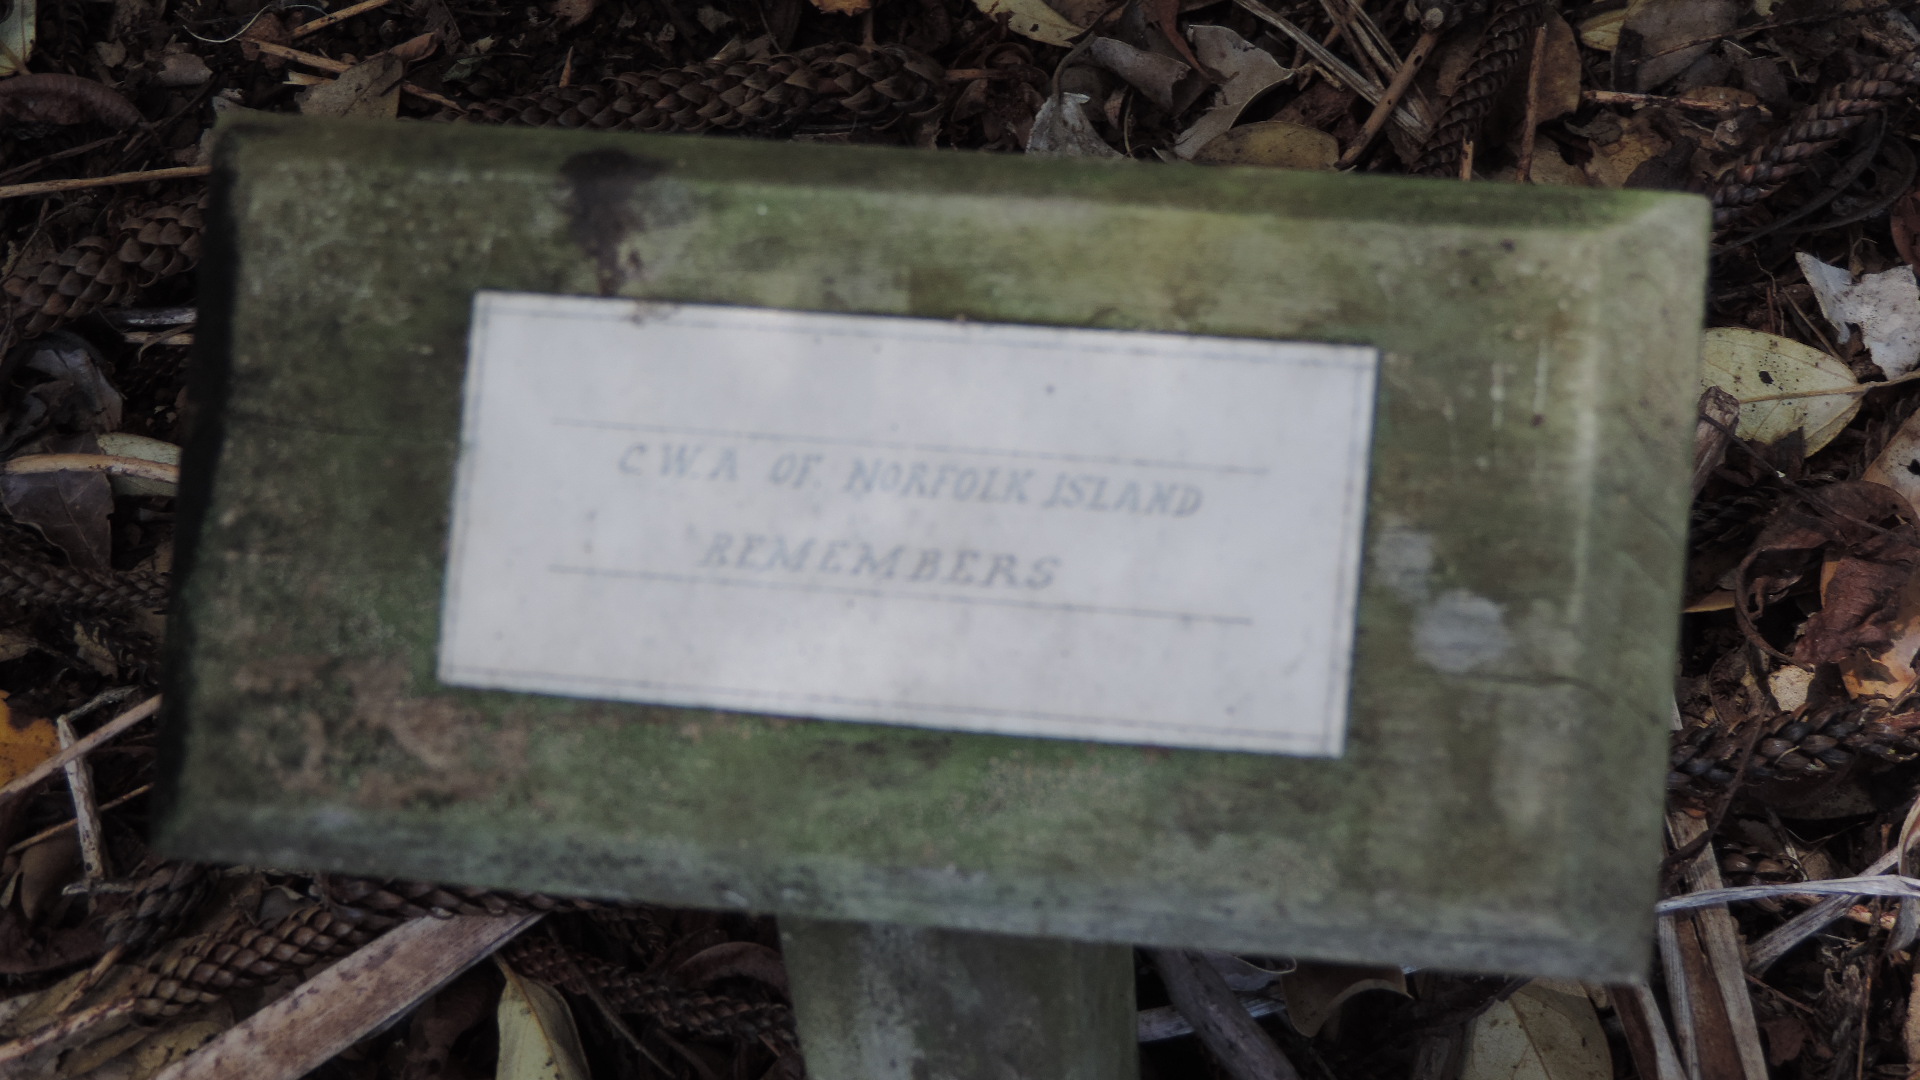 C.W.A OF. NORFOLK ISLAND
REMEMBERS